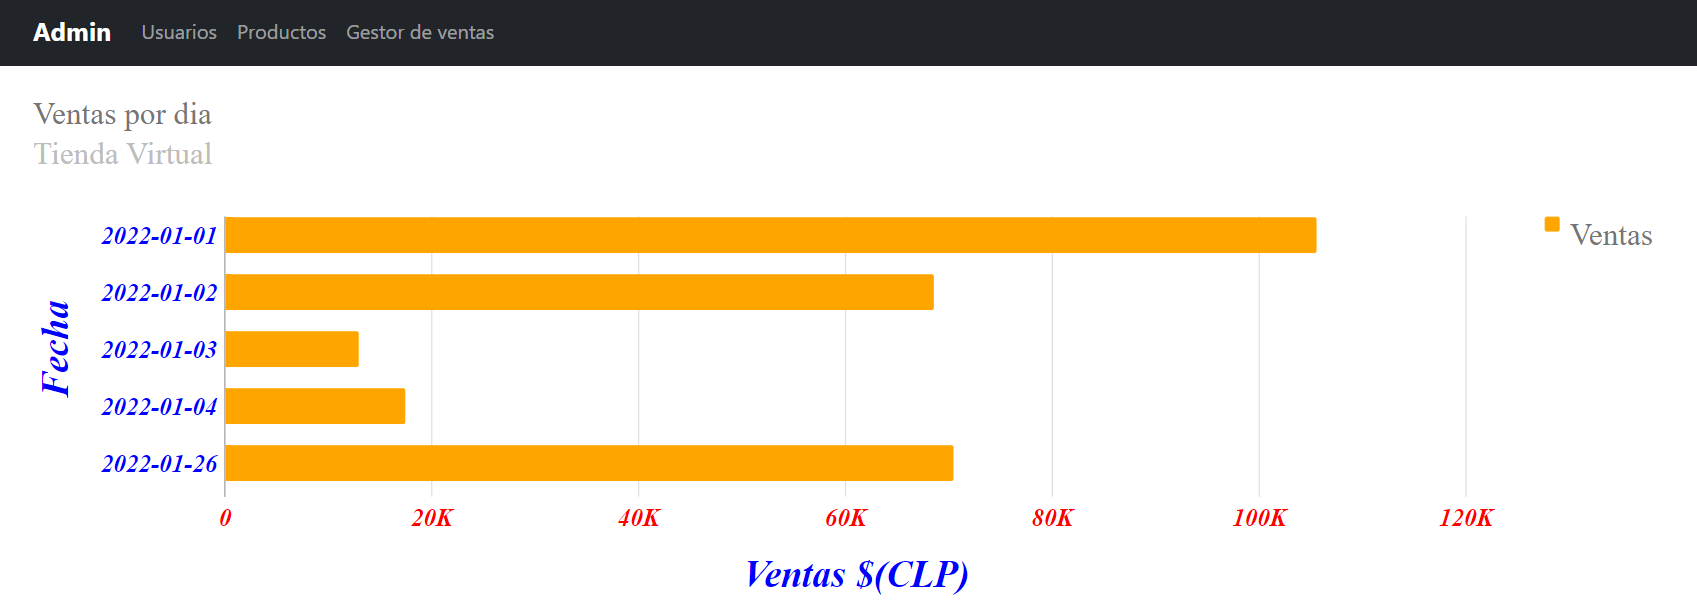 Admin Usuarios Productos Gestor de ventas
Ventas por dia
Tienda Virtual
Ventas
Fecha
2022-01-01
2022-01-02
2022-01-03
2022-01-04
2022-01-26
0 20K 40K 60K 80K 100K 120K
Ventas $(CLP)